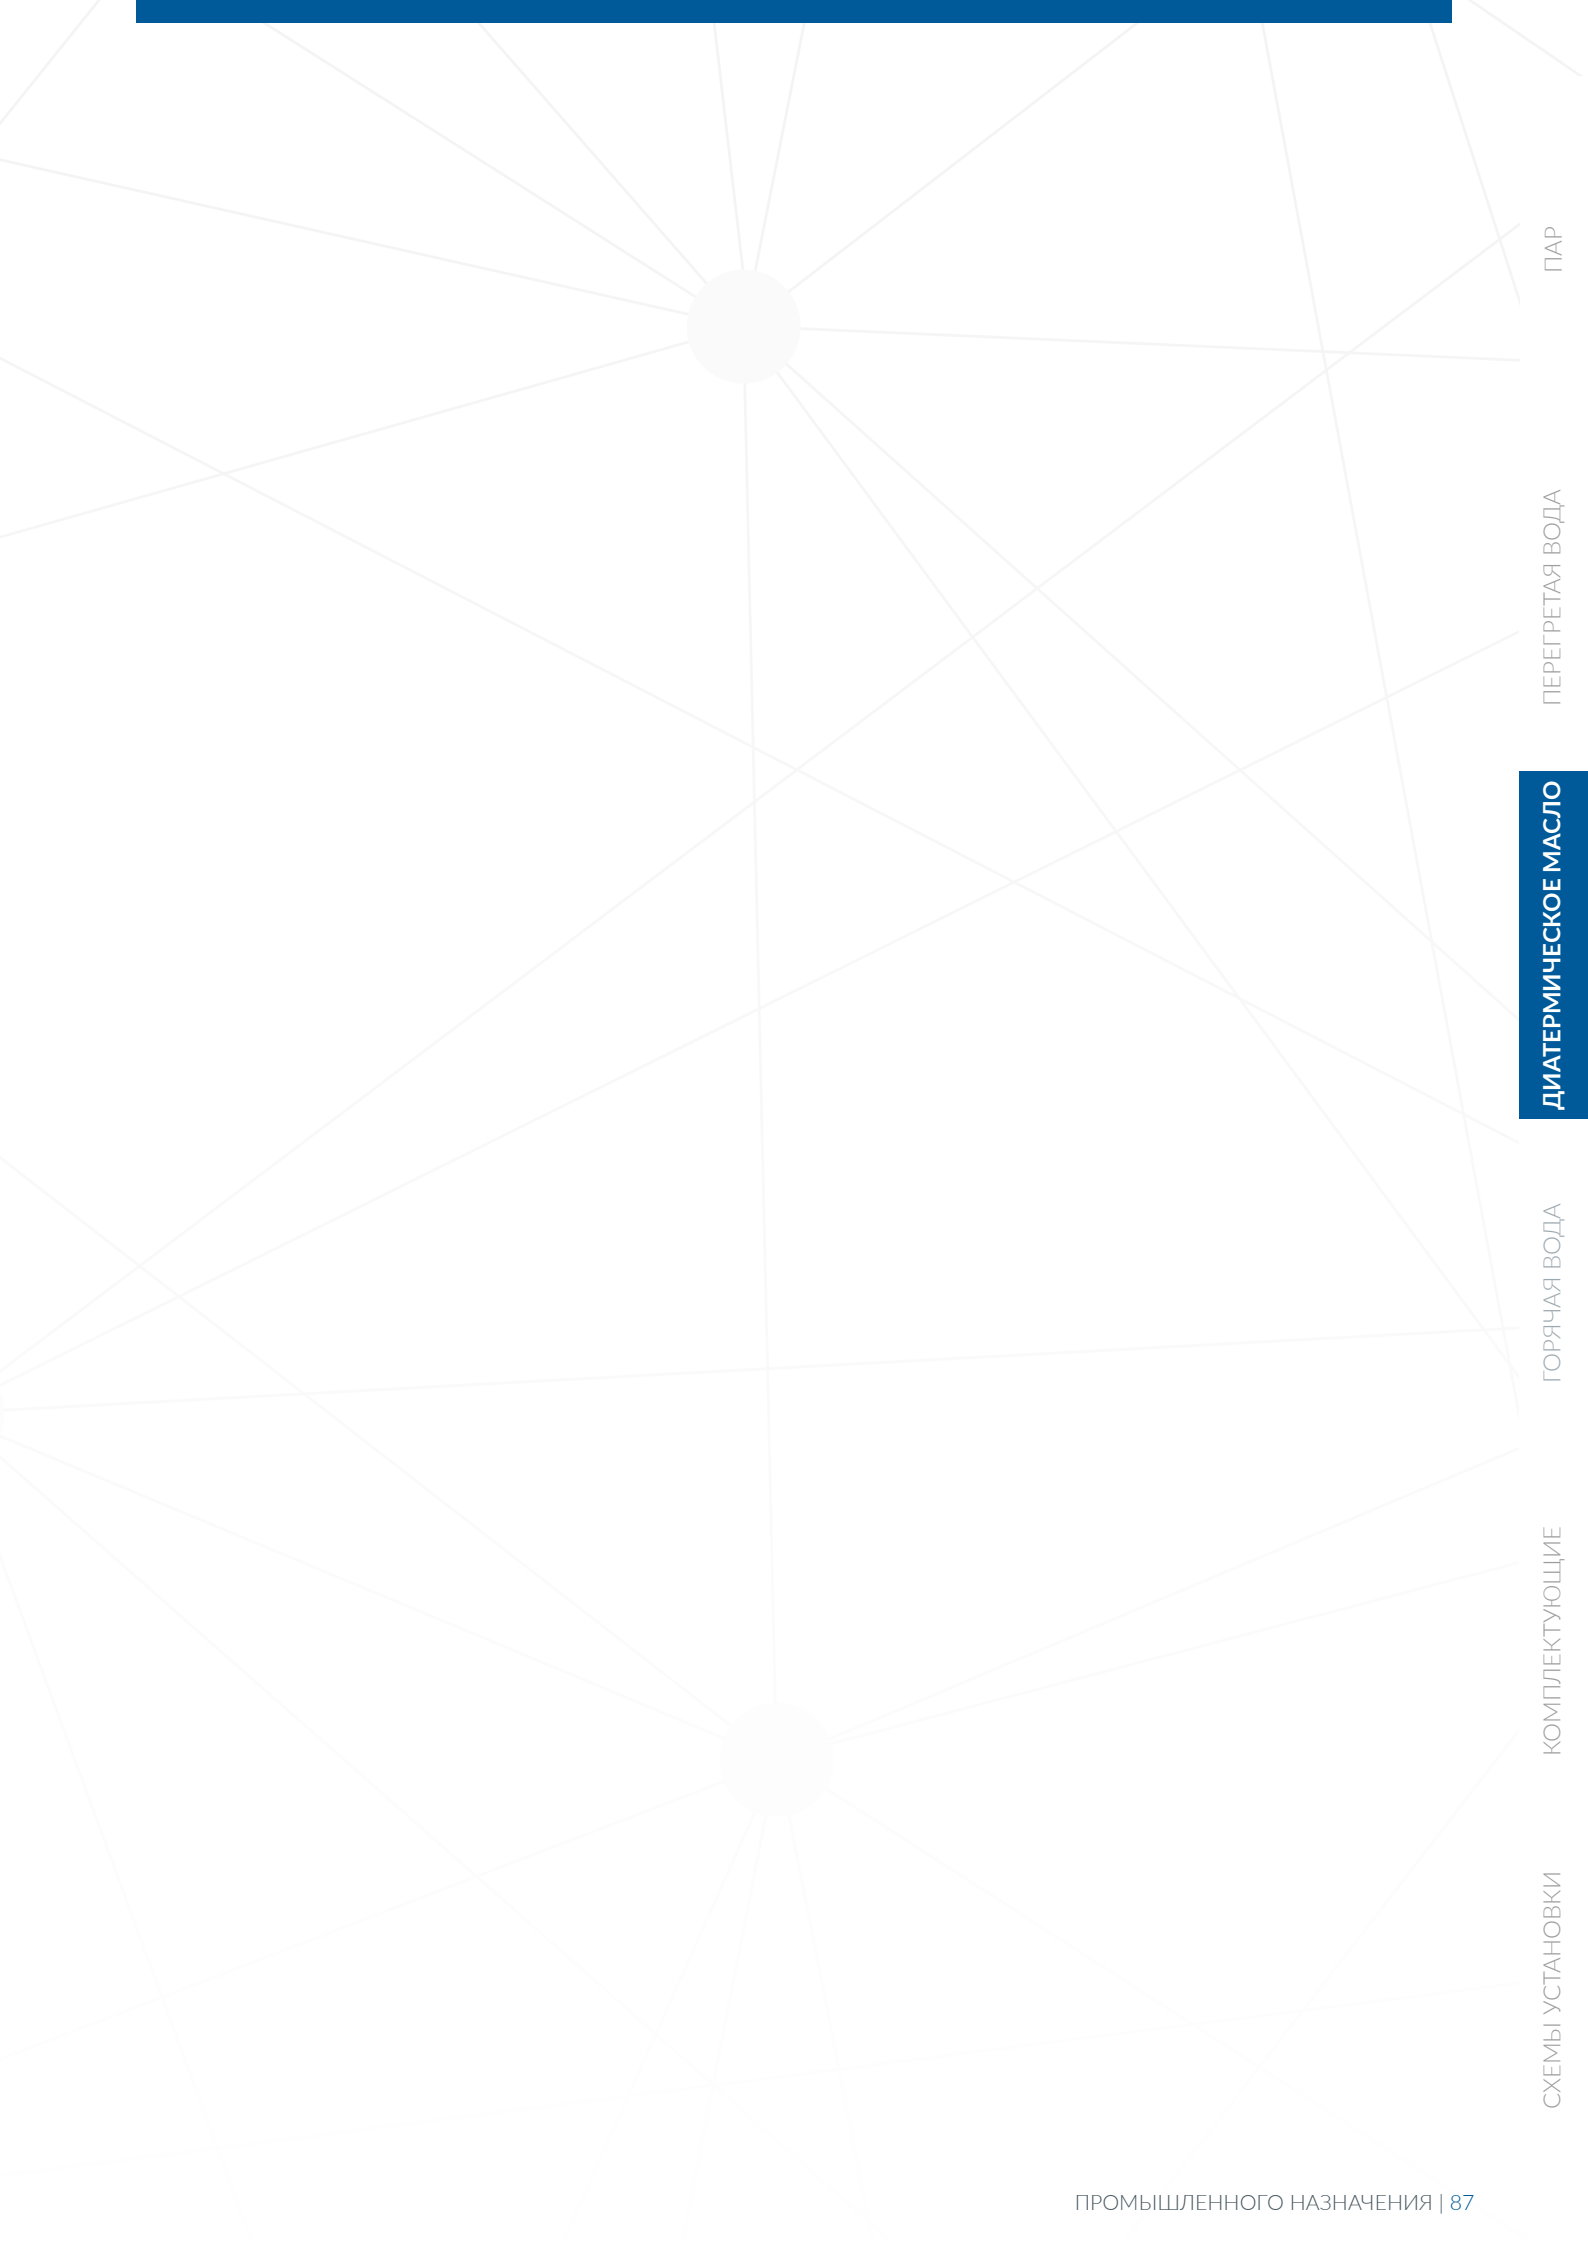 ПАР
ПЕРЕГРЕТАЯ ВОДА
ДИАТЕРМИЧЕСКОЕ МАСЛО
ГОРЯЧАЯ ВОДА
КОМПЛЕКТУЮЩИЕ
СХЕМЫ УСТАНОВКИ
ПРОМЫШЛЕННОГО НАЗНАЧЕНИЯ | 87